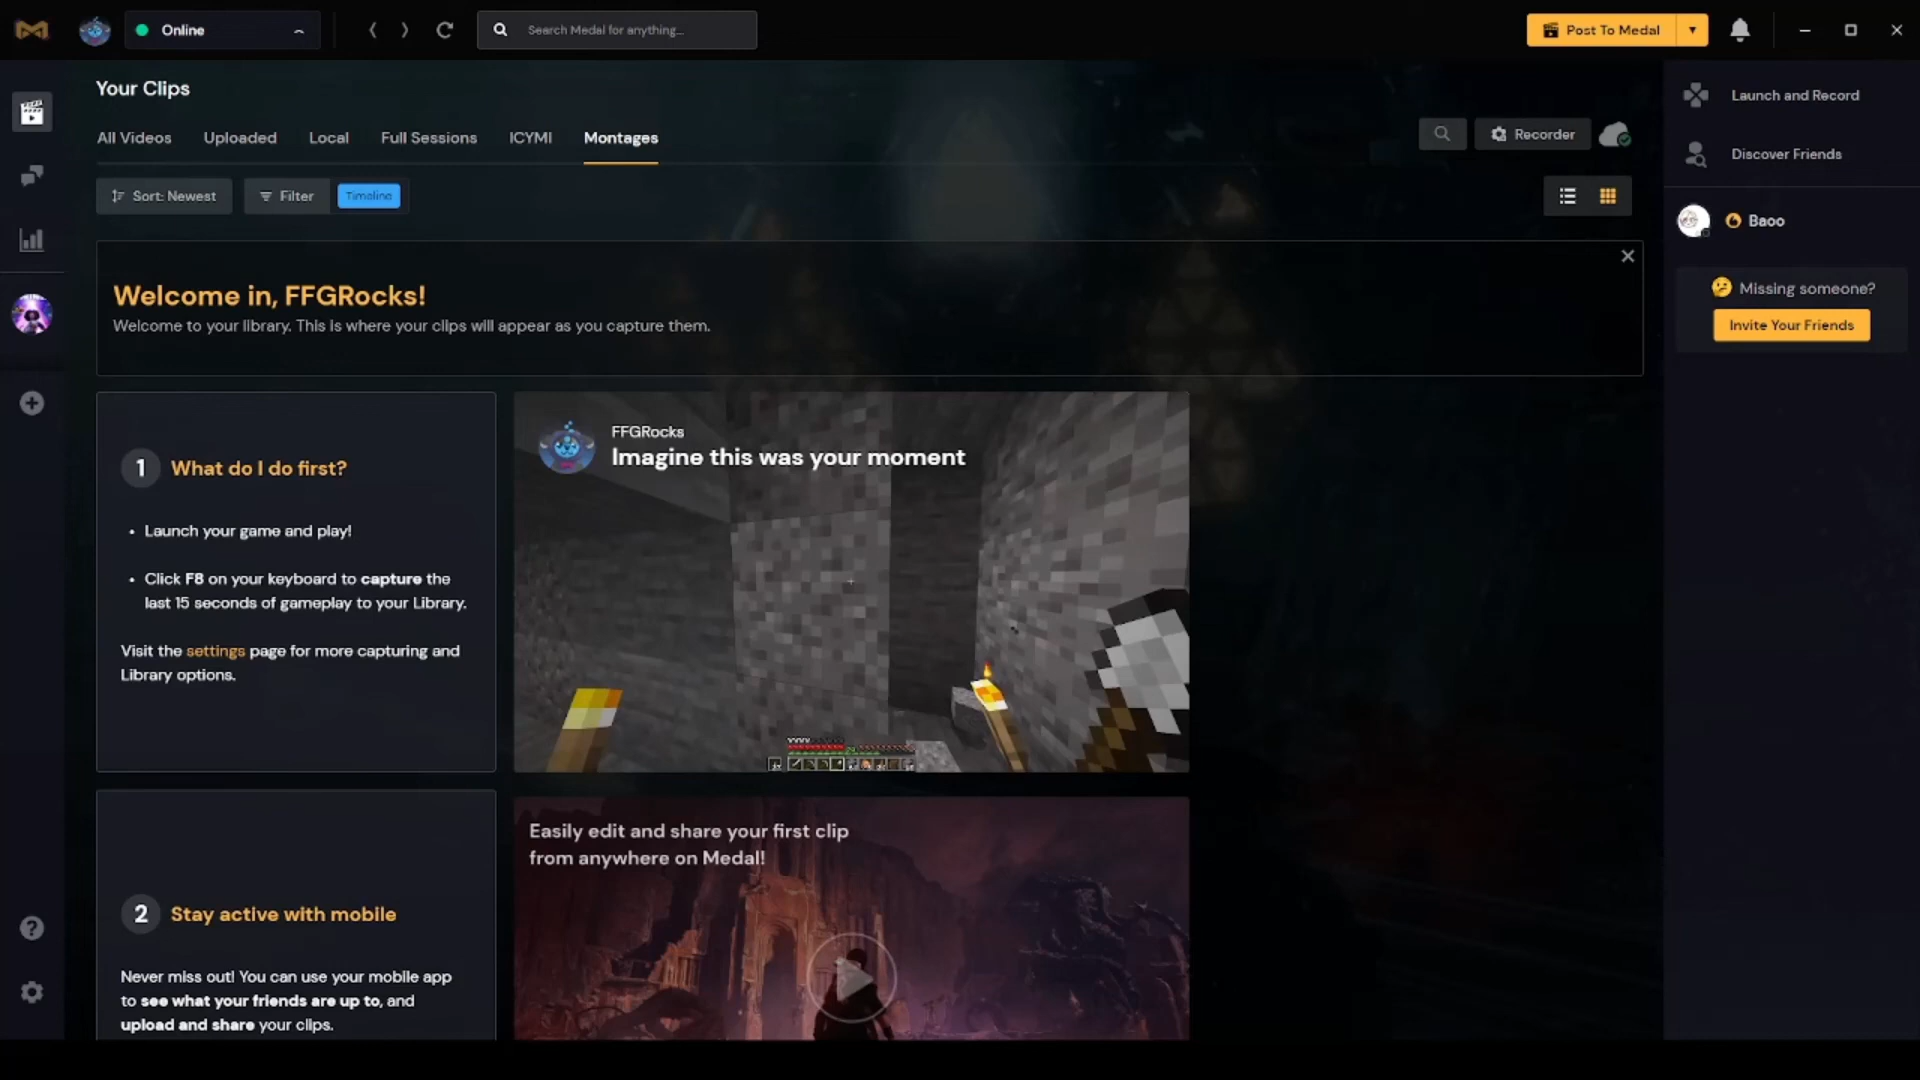 Online
Search Medal for anything...
Post To Medal
Your Clips
All Videos
Uploaded
Local
Full Sessions
ICYMI
Montages
Recorder
Sort: Newest
Filter
Timeline
Launch and Record
Discover Friends
Baoo
Missing someone?
Invite Your Friends
Welcome in, FFGRocks!
Welcome to your library. This is where your clips will appear as you capture them.
1 What do I do first?
• Launch your game and play!
• Click F8 on your keyboard to capture the
last 15 seconds of gameplay to your Library.
Visit the settings page for more capturing and
Library options.
FFGRocks
Imagine this was your moment
2 Stay active with mobile
Never miss out! You can use your mobile app
to see what your friends are up to, and
upload and share your clips.
Easily edit and share your first clip
from anywhere on Medal!